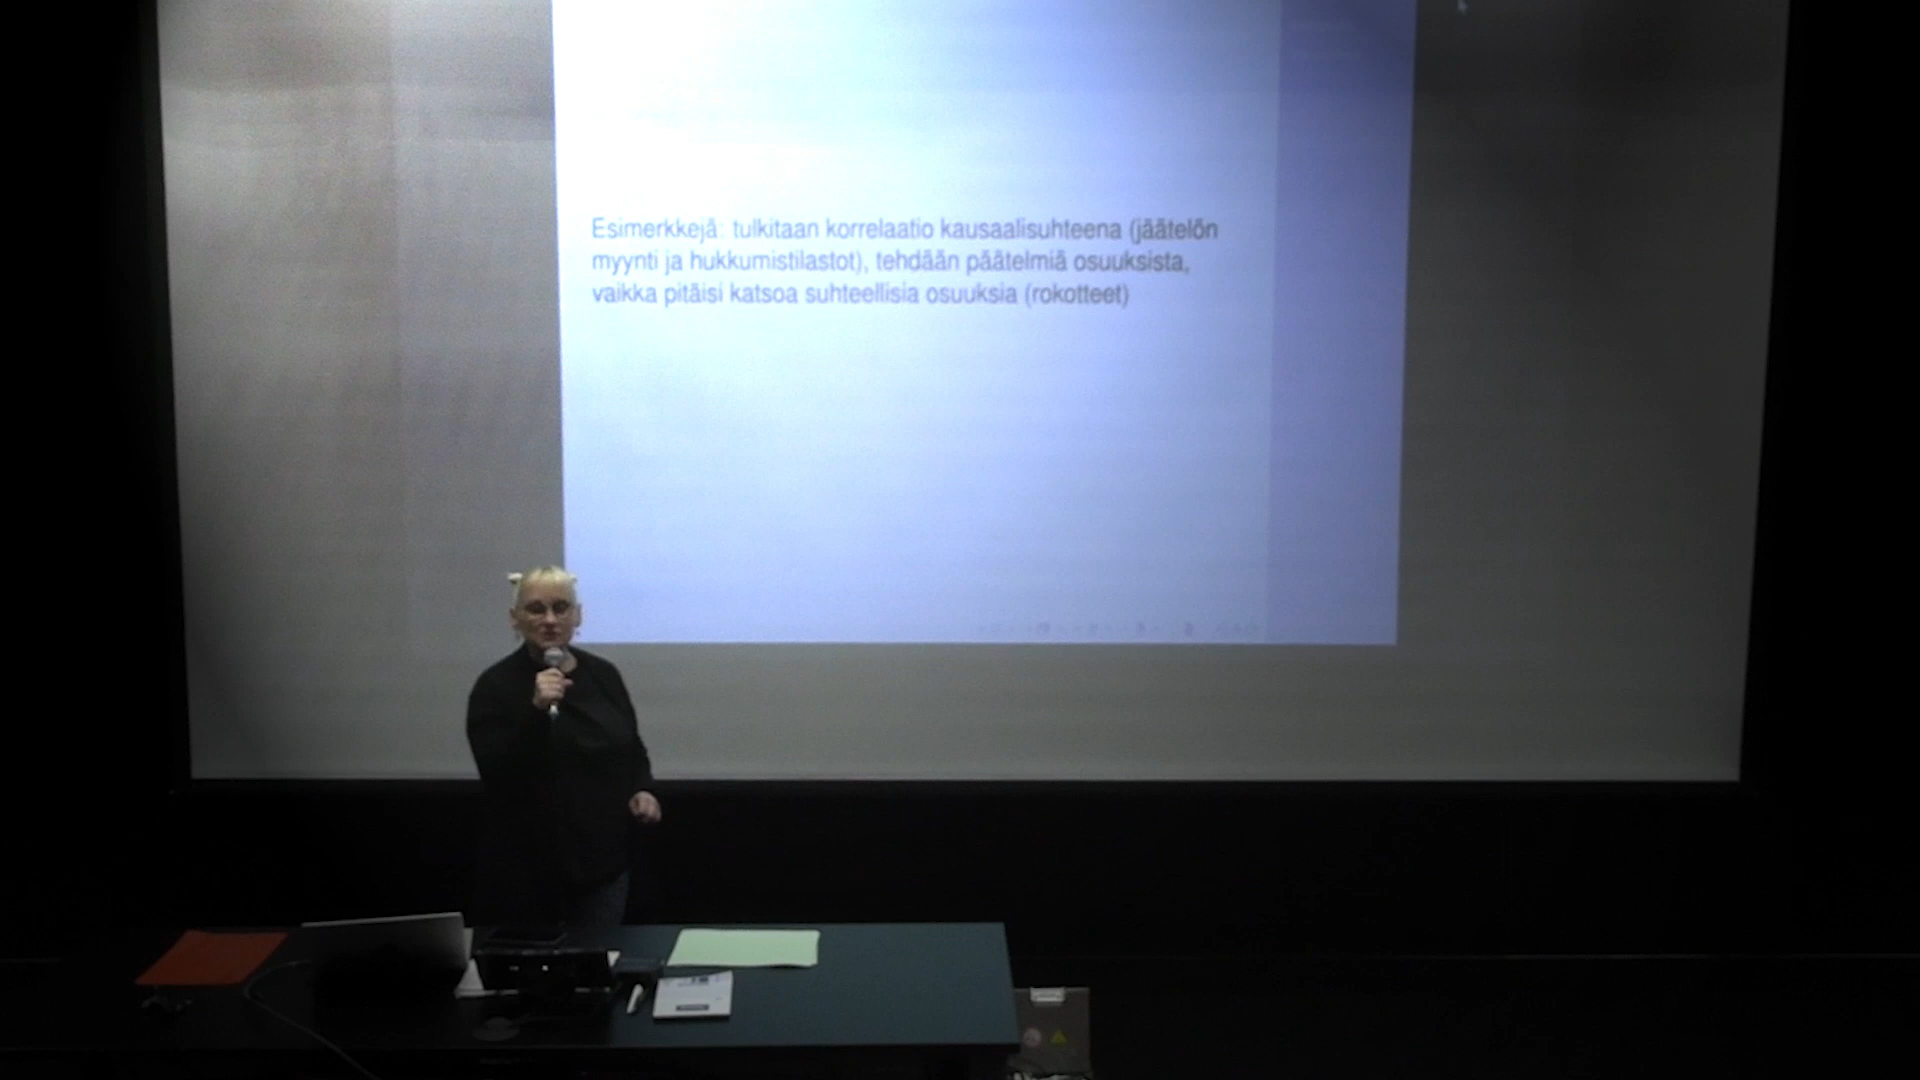 Esimerkkejä: tulkitaan korrelaatio kausaalisuhteena (jäätelön
myynti ja hukkumistilastot), tehdään päätelmiä osuuksista,
vaikka pitäisi katsoa suhteellisia osuuksia (rokotteet)